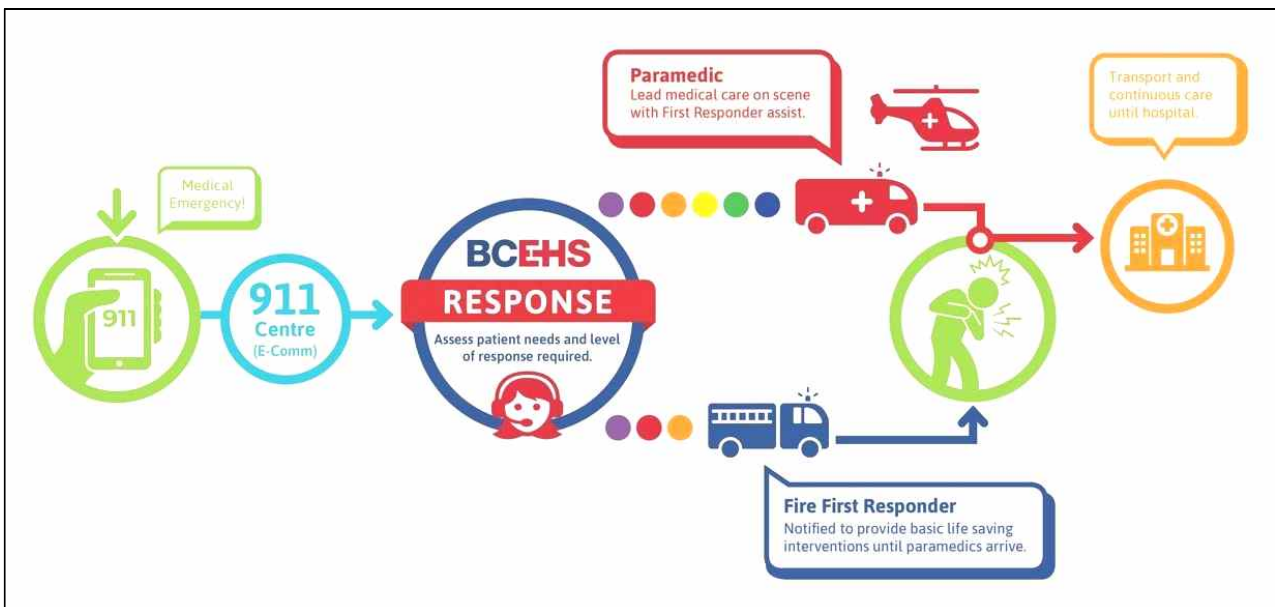 Medical
Emergency!
911
911
Centre
(E-Comm)
BCEHS
RESPONSE
Assess patient needs and level
of response required.
Paramedic
Lead medical care on scene
with First Responder assist.
Transport and
continuous care
until hospital.
Fire First Responder
Notified to provide basic life saving
interventions until paramedics arrive.